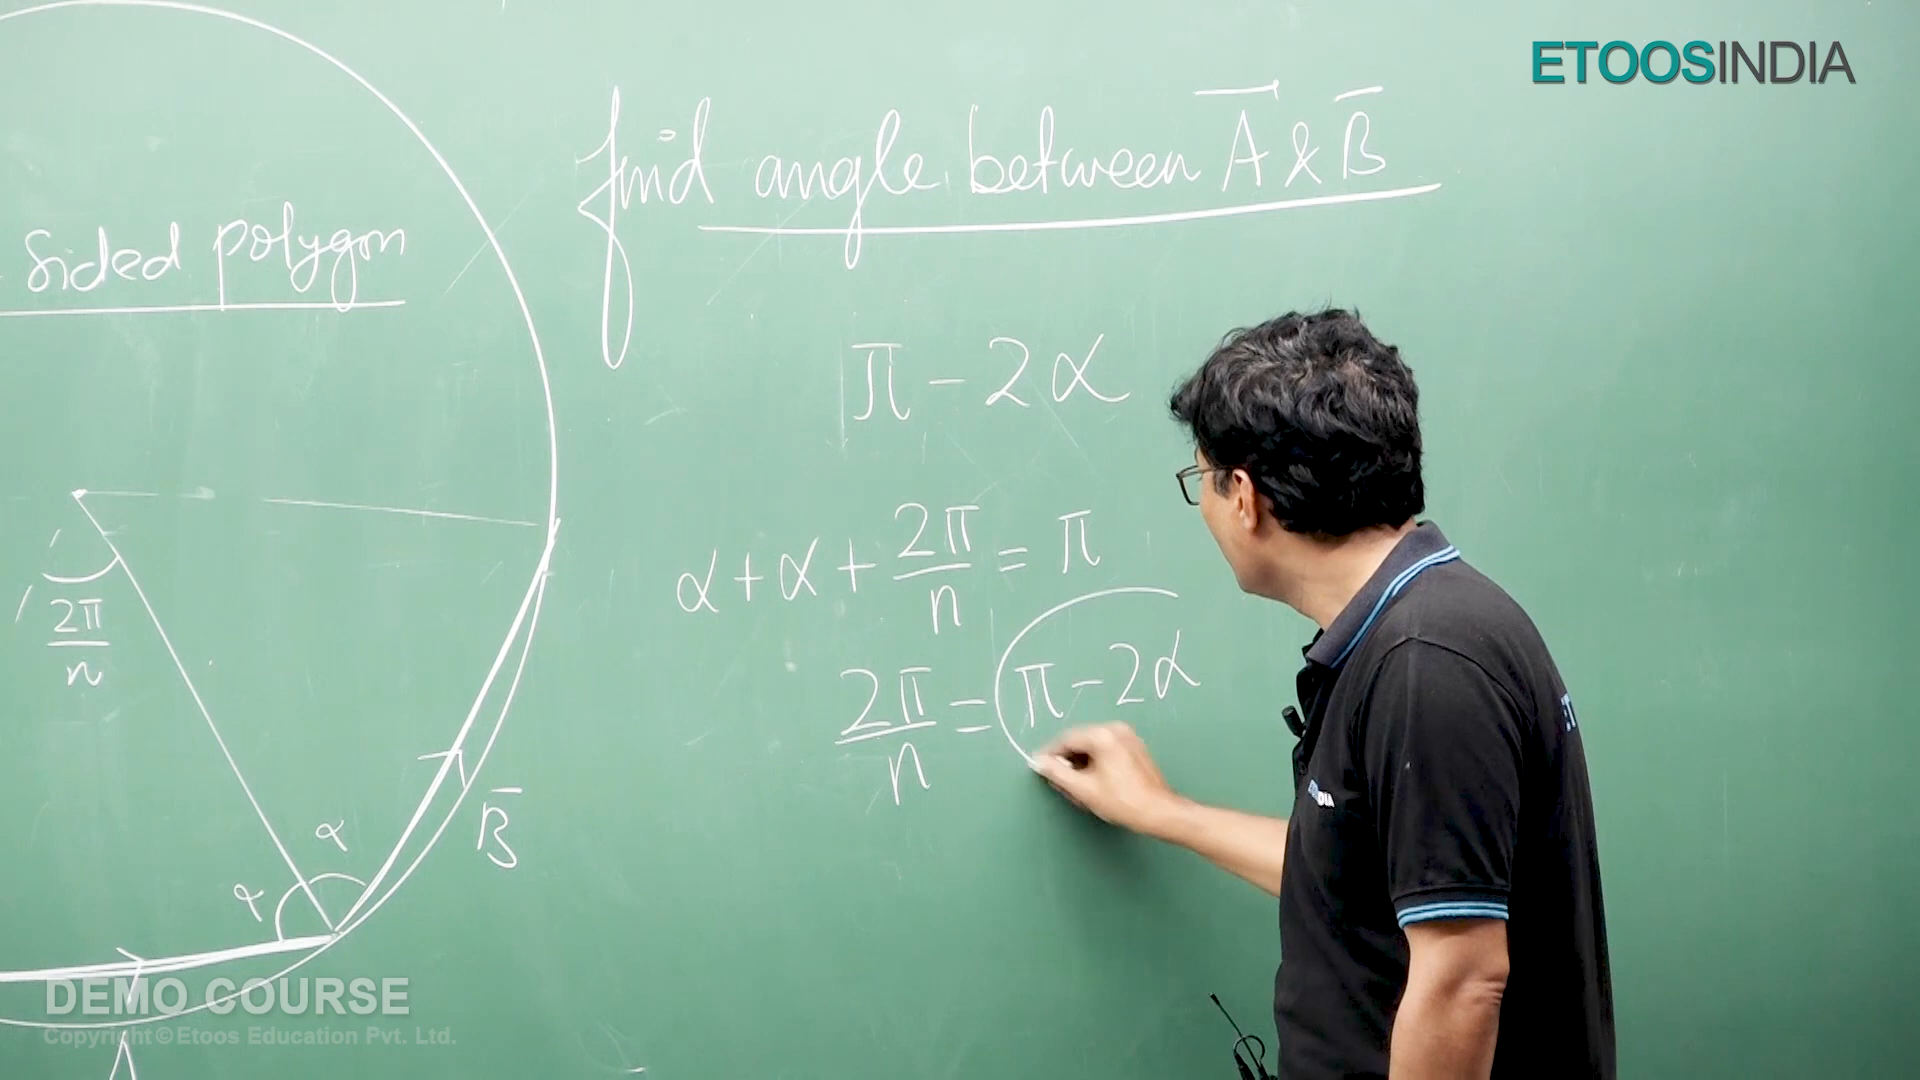 ETOOSINDIA
find angle between A & B
sided polygon
π - 2α
α + α + 2π/n = π
2π/n = π - 2α
2π/n
α
α
B
A
DEMO COURSE
Copyright © Etoos Education Pvt. Ltd.